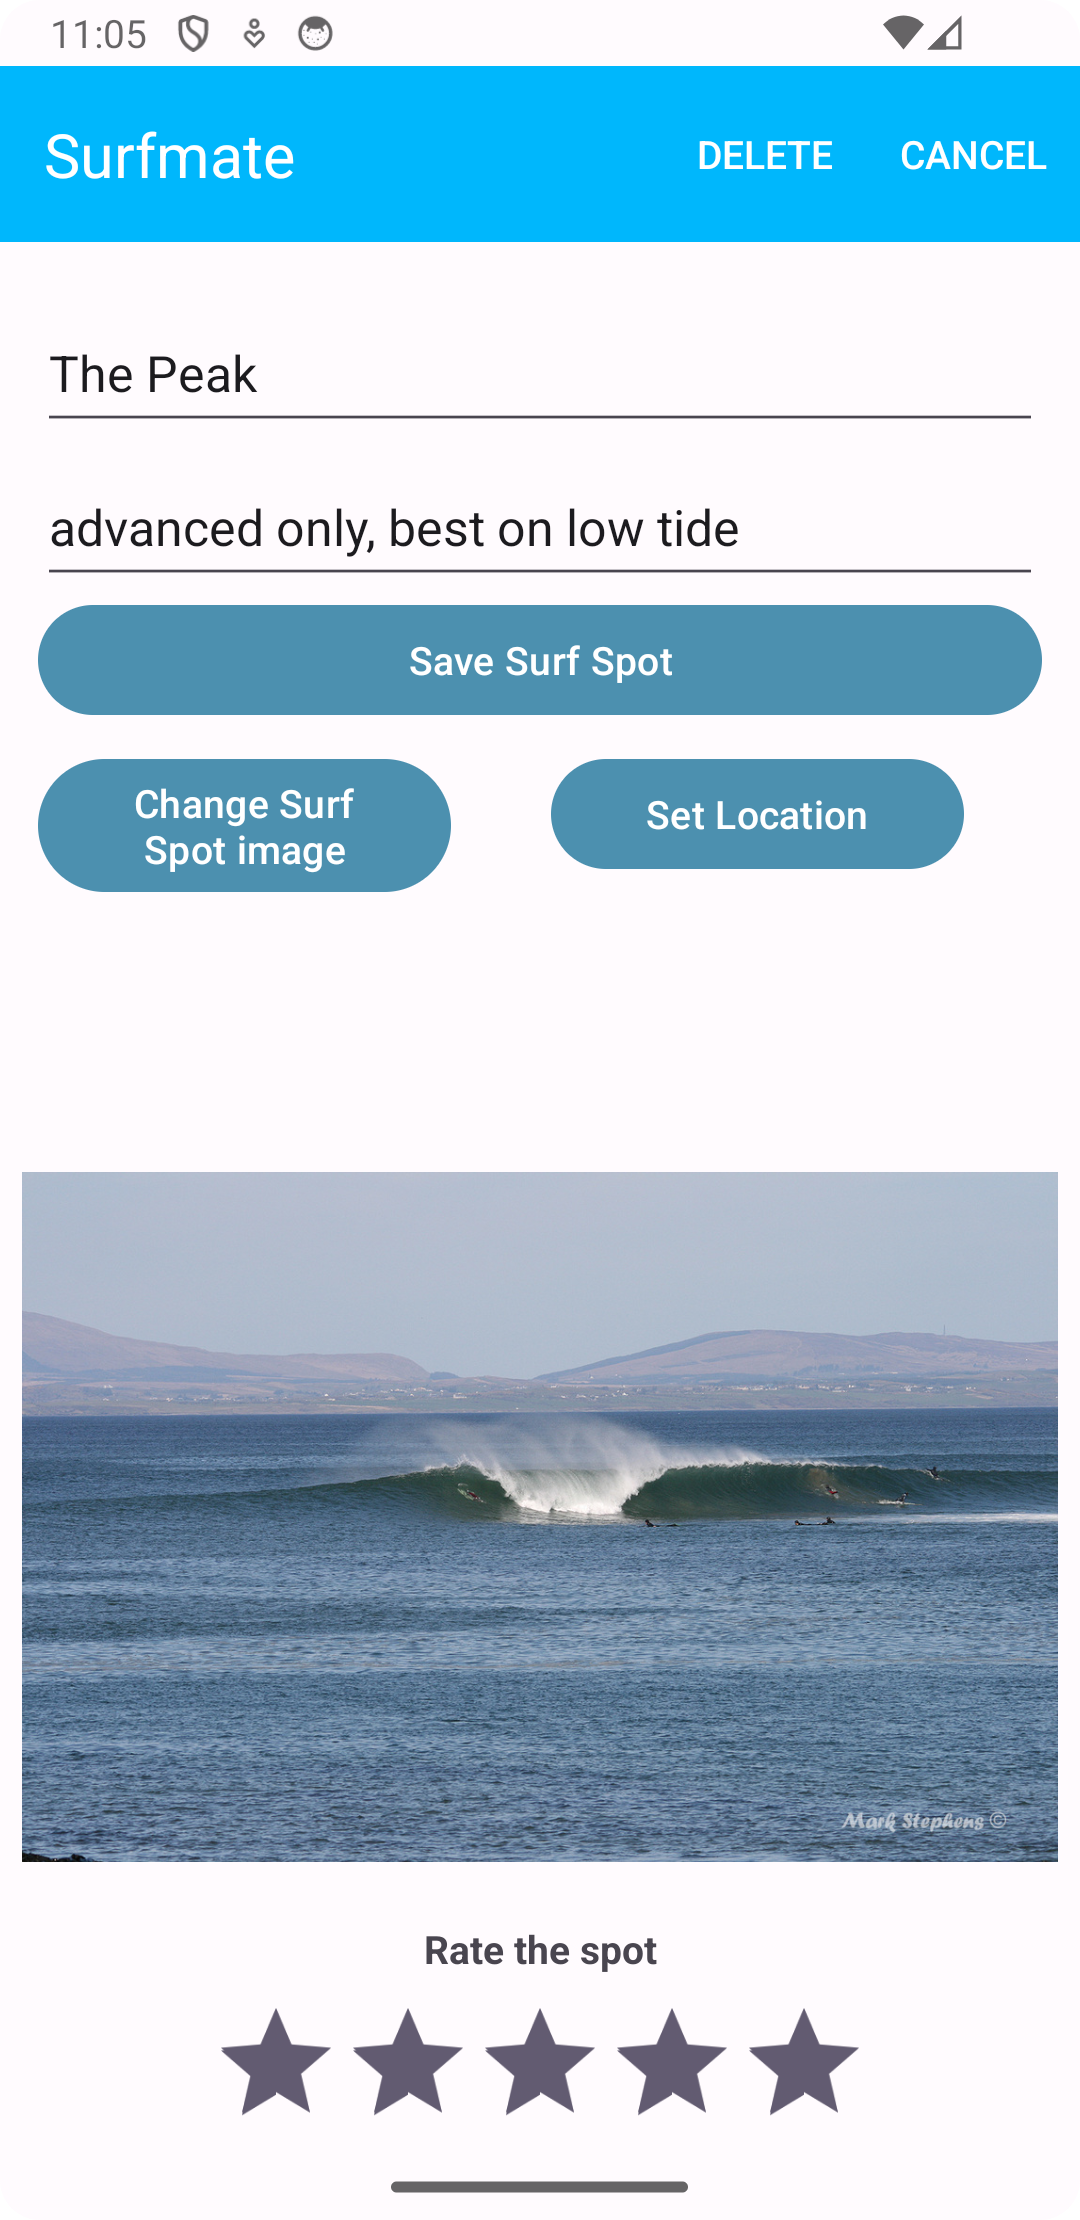 11:05
Surfmate DELETE CANCEL
The Peak
advanced only, best on low tide
Save Surf Spot
Change Surf
Spot image
Set Location
Mark Stephens ©
Rate the spot